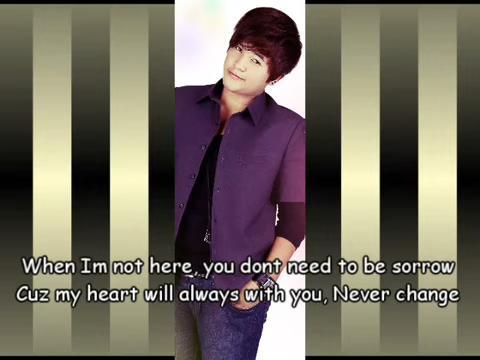 When Im not here, you dont need to be sorrow
Cuz my heart will always with you, Never change